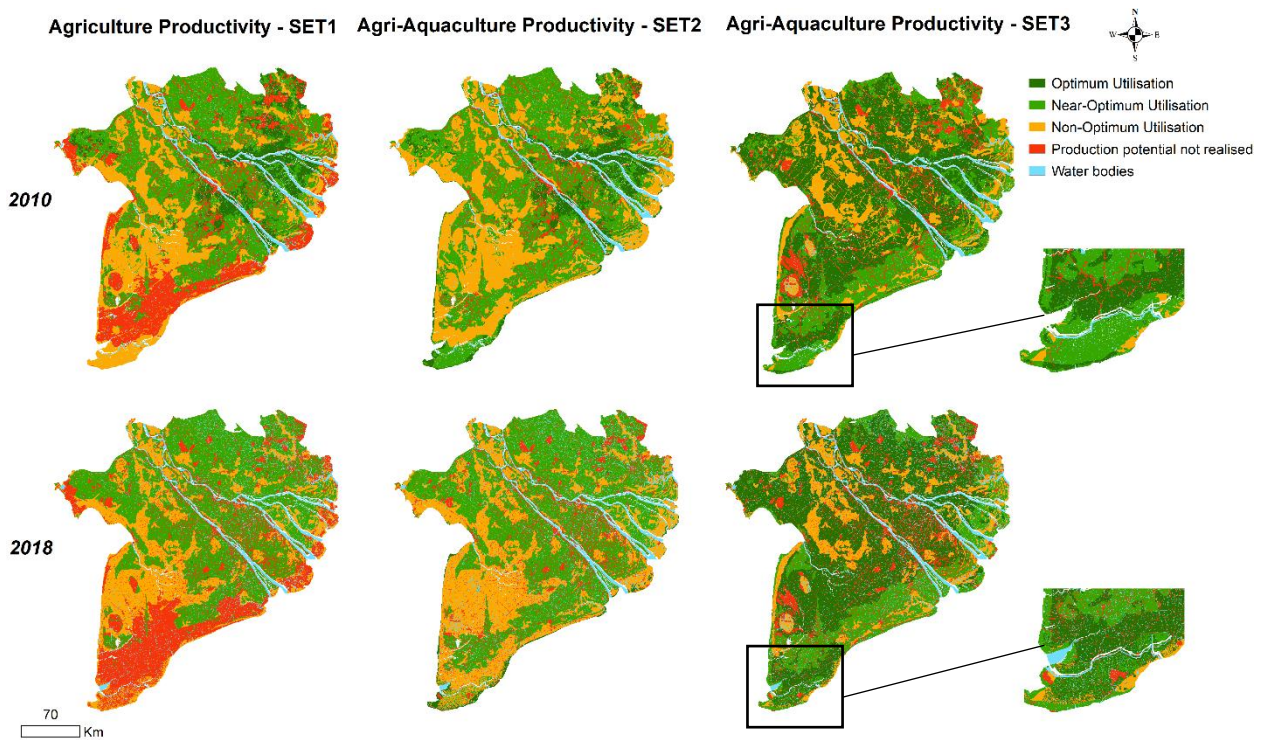 Agriculture Productivity - SET1
Agri-Aquaculture Productivity - SET2
Agri-Aquaculture Productivity - SET3
N
W
E
S
Optimum Utilisation
Near-Optimum Utilisation
Non-Optimum Utilisation
Production potential not realised
Water bodies
2010
2018
70
Km